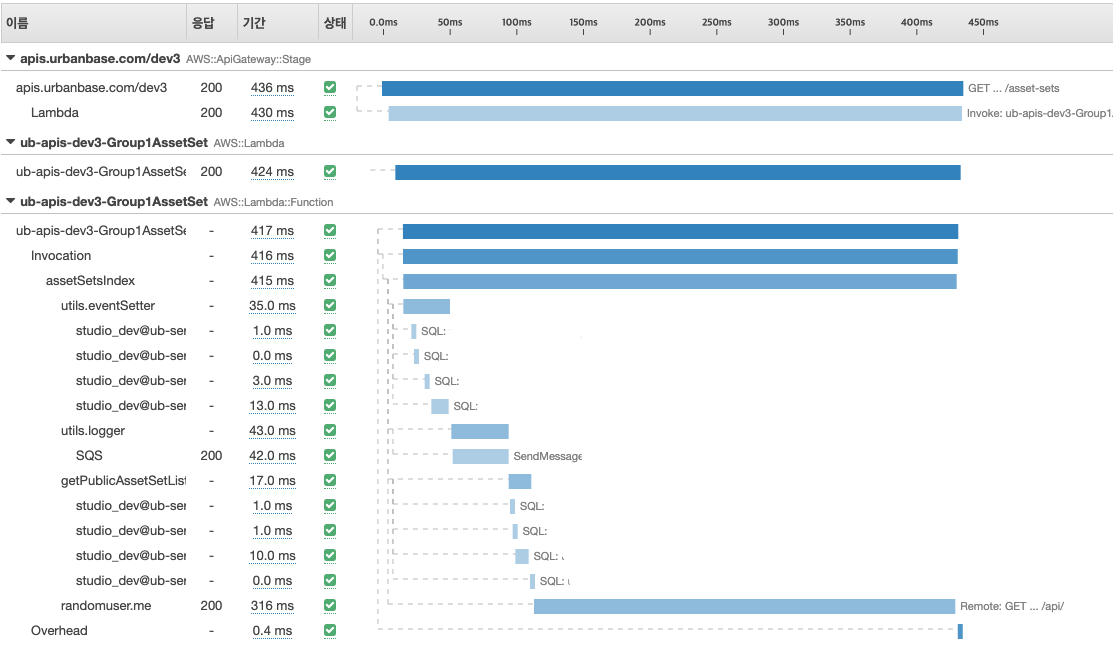 이름 응답 기간 상태 0.0ms 50ms 100ms 150ms 200ms 250ms 300ms 350ms 400ms 450ms
apis.urbanbase.com/dev3 AWS::ApiGateway::Stage
apis.urbanbase.com/dev3 200 436 ms GET ... /asset-sets
Lambda 200 430 ms Invoke: ub-apis-dev3-Group1
ub-apis-dev3-Group1AssetSet AWS::Lambda
ub-apis-dev3-Group1AssetSe 200 424 ms
ub-apis-dev3-Group1AssetSet AWS::Lambda::Function
ub-apis-dev3-Group1AssetSe - 417 ms
Invocation - 416 ms
assetSetsIndex - 415 ms
utils.eventSetter - 35.0 ms
studio_dev@ub-ser - 1.0 ms SQL:
studio_dev@ub-ser - 0.0 ms SQL:
studio_dev@ub-ser - 3.0 ms SQL:
studio_dev@ub-ser - 13.0 ms SQL:
utils.logger - 43.0 ms
SQS 200 42.0 ms SendMessage
getPublicAssetSetList - 17.0 ms
studio_dev@ub-ser - 1.0 ms SQL:
studio_dev@ub-ser - 1.0 ms SQL:
studio_dev@ub-ser - 10.0 ms SQL:
studio_dev@ub-ser - 0.0 ms SQL:
randomuser.me 200 316 ms Remote: GET ... /api/
Overhead - 0.4 ms